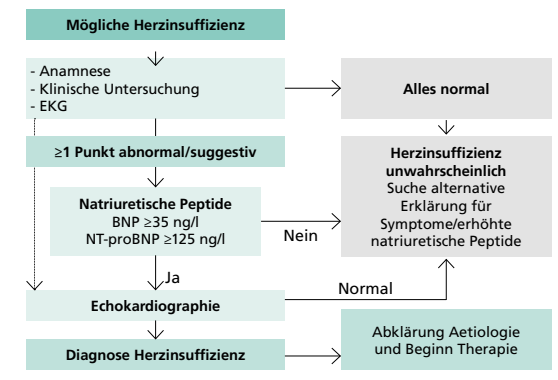 Mögliche Herzinsuffizienz
- Anamnese
- Klinische Untersuchung
- EKG
Alles normal
≥1 Punkt abnormal/suggestiv
Herzinsuffizienz
unwahrscheinlich
Suche alternative
Erklärung für
Symptome/erhöhte
natriuretische Peptide
Natriuretische Peptide
BNP ≥35 ng/l
NT-proBNP ≥125 ng/l
Nein
Ja
Normal
Echokardiographie
Diagnose Herzinsuffizienz
Abklärung Aetiologie
und Beginn Therapie